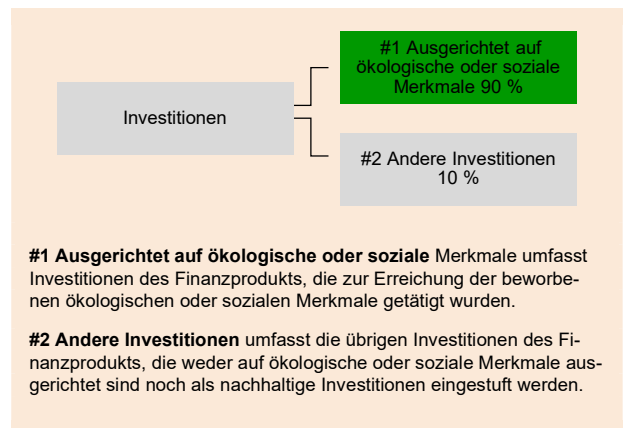 #1 Ausgerichtet auf
ökologische oder soziale
Merkmale 90 %
Investitionen
#2 Andere Investitionen
10 %
#1 Ausgerichtet auf ökologische oder soziale Merkmale umfasst
Investitionen des Finanzprodukts, die zur Erreichung der beworbe-
nen ökologischen oder sozialen Merkmale getätigt wurden.
#2 Andere Investitionen umfasst die übrigen Investitionen des Fi-
nanzprodukts, die weder auf ökologische oder soziale Merkmale aus-
gerichtet sind noch als nachhaltige Investitionen eingestuft werden.